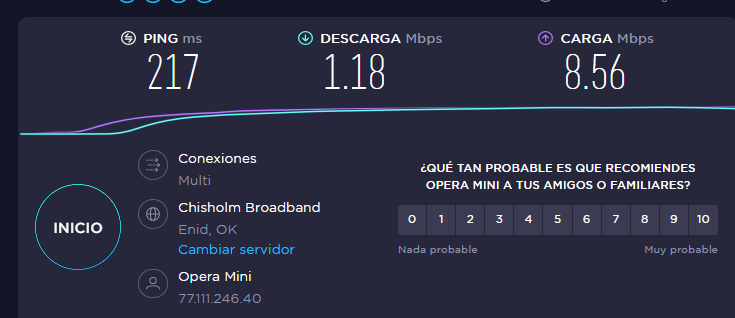 PING ms
217
DESCARGA Mbps
1.18
CARGA Mbps
8.56
INICIO
Conexiones
Multi
Chisholm Broadband
Enid, OK
Cambiar servidor
Opera Mini
77.111.246.40
¿QUÉ TAN PROBABLE ES QUE RECOMIENDES
OPERA MINI A TUS AMIGOS O FAMILIARES?
0 1 2 3 4 5 6 7 8 9 10
Nada probable Muy probable